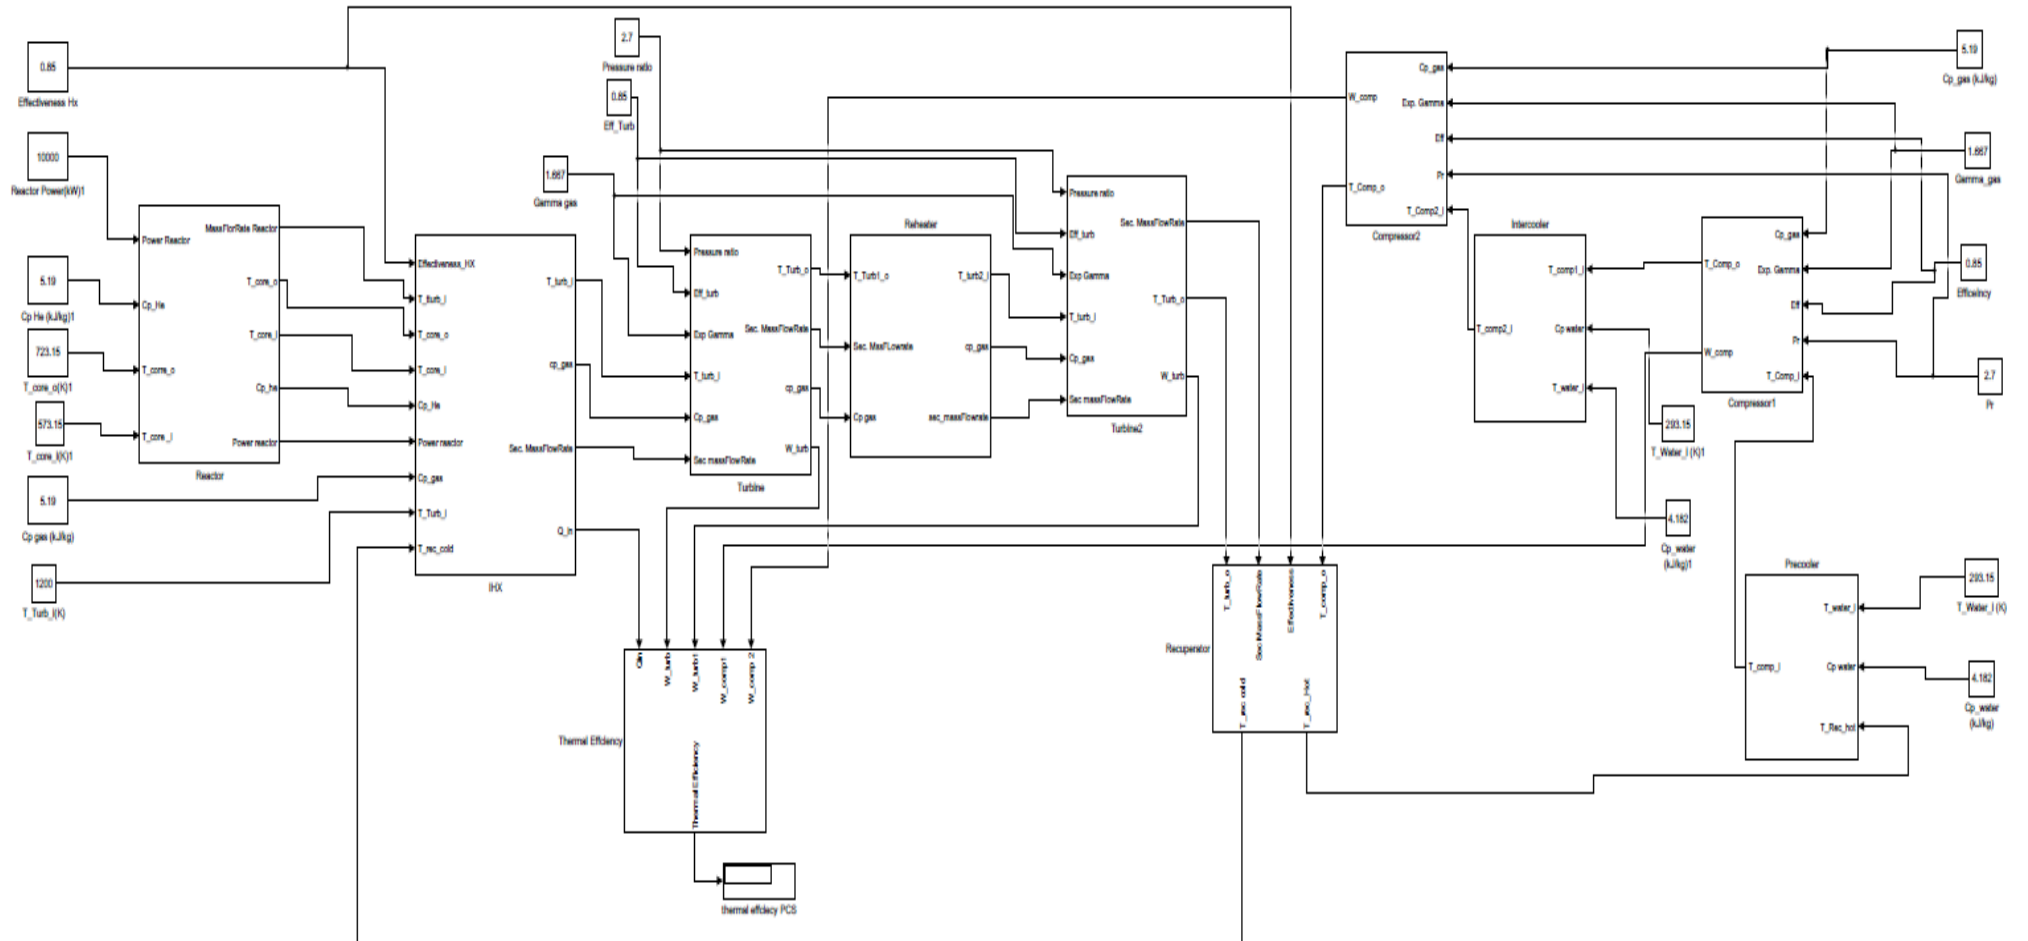 0.85
Effectiveness Hx
10000
Reactor Power(kW)1
5.19
Cp He (kJ/kg)1
723.15
T_core_o(K)1
573.15
T_core_i(K)1
5.19
Cp gas (kJ/kg)
1200
T_Turb_i(K)
Power Reactor
Cp_He
T_corre_o
T_core_i
MassFlorRate Reactor
T_core_o
T_core_i
Cp_he
Power reactor
Reactor
Effectiveness_HX
T_core_o
T_core_i
Cp_He
Power reactor
Cp_gas
T_Turb_i
T_rec_cold
T_turb_i
cp_gas
Sec. MassFlowRate
Q_in
IHX
2.7
Pressure ratio
0.85
Eff_Turb
1.667
Gamma gas
Pressure ratio
Eff_turb
Exp Gamma
T_turb_i
Cp_gas
Sec massFlowRate
T_Turb_o
Sec. MassFlowRate
cp_gas
W_turb
Turbine
Reheater
T_Turb1_o
Sec. MasFLowrate
Cp gas
T_turb2_i
cp_gas
sec_massFlowrate
Pressure ratio
Eff_turb
Exp Gamma
T_turb_i
Cp_gas
Sec massFlowRate
Sec. MassFlowRate
T_Turb_o
W_turb
Turbine2
W_comp
T_Comp_o
Cp_gas
Exp. Gamma
Eff
Pr
T_Comp2_i
Compressor2
Intercooler
T_comp1_i
Cp water
T_water_i
T_comp2_i
T_Comp_o
W_comp
Cp_gas
Exp. Gamma
Eff
Pr
T_Comp_i
Compressor1
5.19
Cp_gas (kJ/kg)
1.667
Gamma_gas
0.85
Efficeincy
2.7
Pr
293.15
T_Water_i (K)1
4.182
Cp_water
(kJ/kg)1
Precooler
T_water_i
Cp water
T_Rec_hot
T_comp_i
293.15
T_Water_i (K)
4.182
Cp_water
(kJ/kg)
Recuperator
T_turb_o
Sec MassFlowRate
Effectiveness
T_comp_o
T_rec cold
T_rec_Hot
Qin
W_turb
W_turb1
W_comp1
W_comp 2
Thermal Efficiency
Thermal Effciency
thermal effciecy PCS